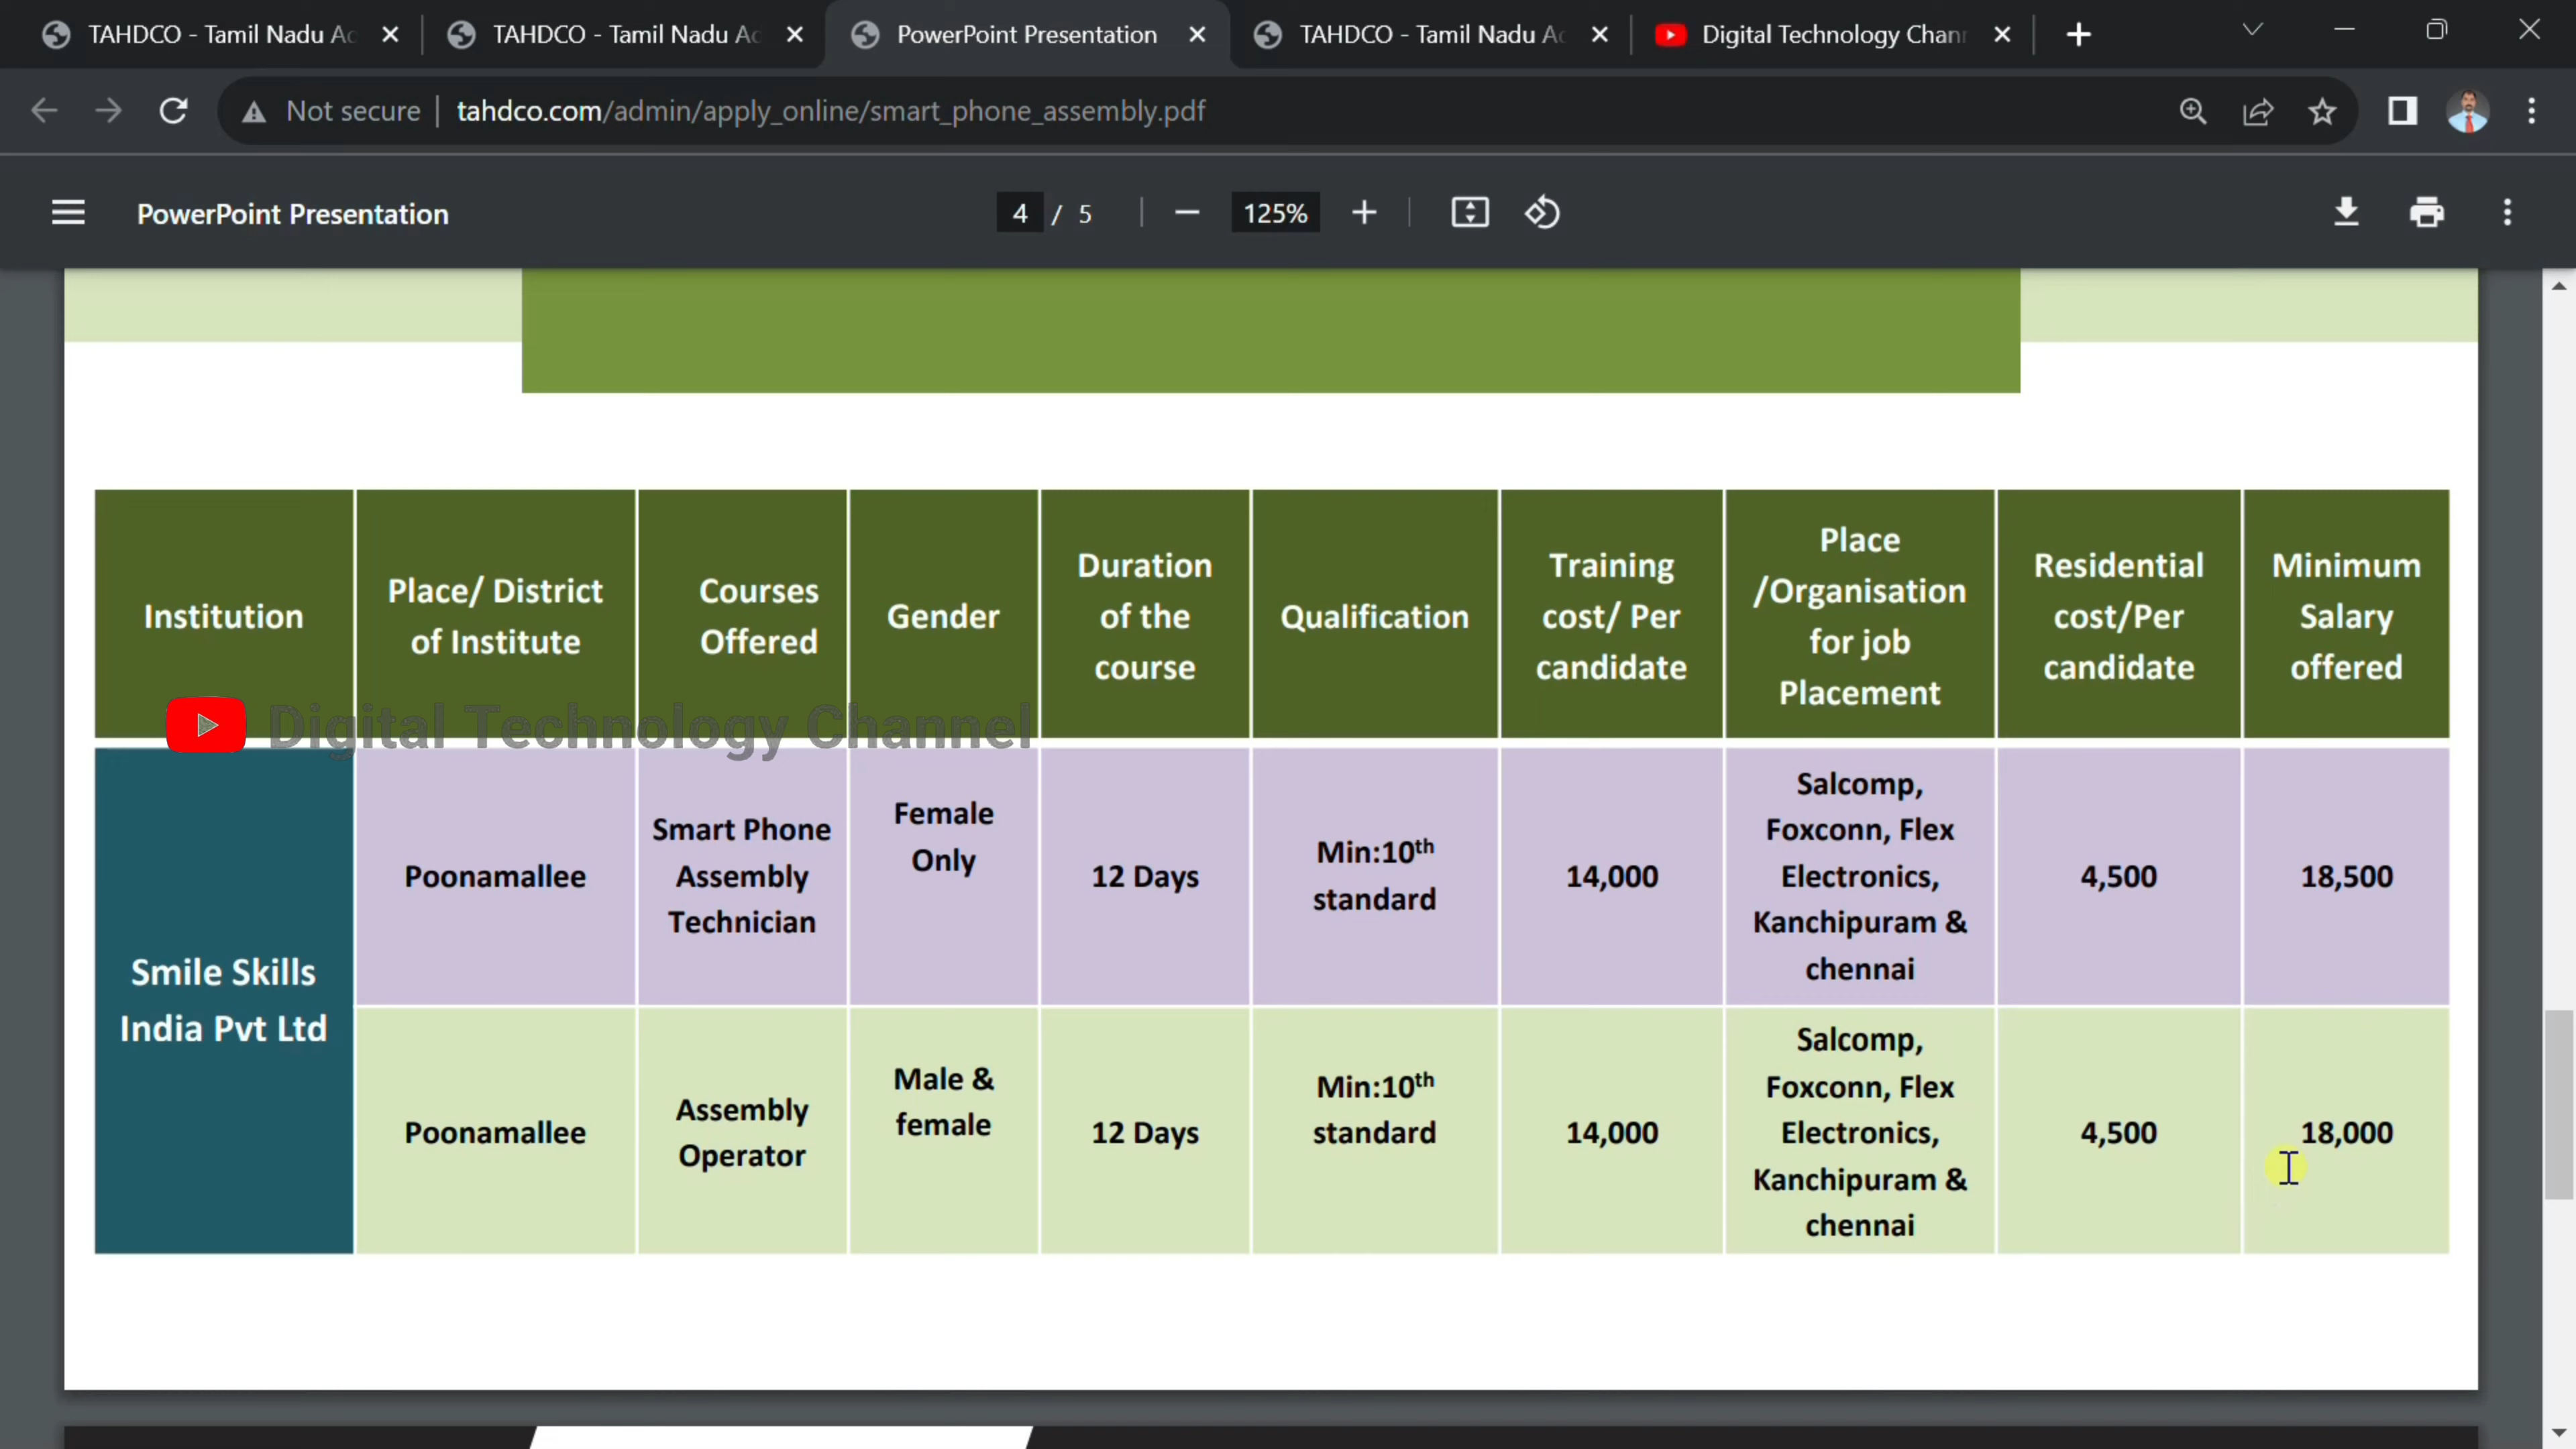 TAHDCO - Tamil Nadu Ac
TAHDCO - Tamil Nadu Ac
PowerPoint Presentation
TAHDCO - Tamil Nadu Ac
Digital Technology Chan
Not secure
tahdco.com/admin/apply_online/smart_phone_assembly.pdf
PowerPoint Presentation
4 / 5
125%
Institution
Place/ District
of Institute
Courses
Offered
Gender
Duration
of the
course
Qualification
Training
cost/ Per
candidate
Place
/Organisation
for job
Placement
Residential
cost/Per
candidate
Minimum
Salary
offered
Digital Technology Channel
Smile Skills
India Pvt Ltd
Poonamallee
Smart Phone
Assembly
Technician
Female
Only
12 Days
Min:10th
standard
14,000
Salcomp,
Foxconn, Flex
Electronics,
Kanchipuram &
chennai
4,500
18,500
Poonamallee
Assembly
Operator
Male &
female
12 Days
Min:10th
standard
14,000
Salcomp,
Foxconn, Flex
Electronics,
Kanchipuram &
chennai
4,500
18,000